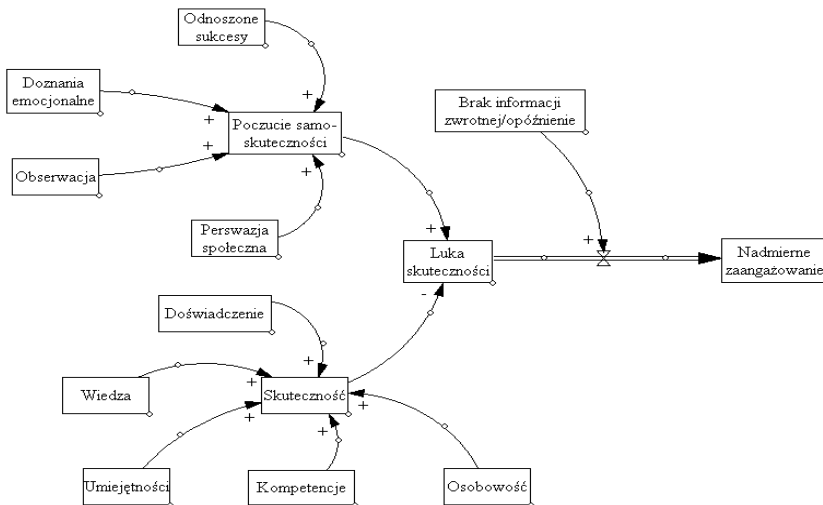 Odnoszone
sukcesy
Doznania
emocjonalne
+
+
Brak informacji
zwrotnej/opóźnienie
Poczucie samo-
skuteczności
+
Obserwacja
+
Perswazja
społeczna
+
+
Luka
skuteczności
Nadmierne
zaangażowanie
-
Doświadczenie
+
Wiedza
+
Skuteczność
+
+
+
Umiejętności
Kompetencje
Osobowość